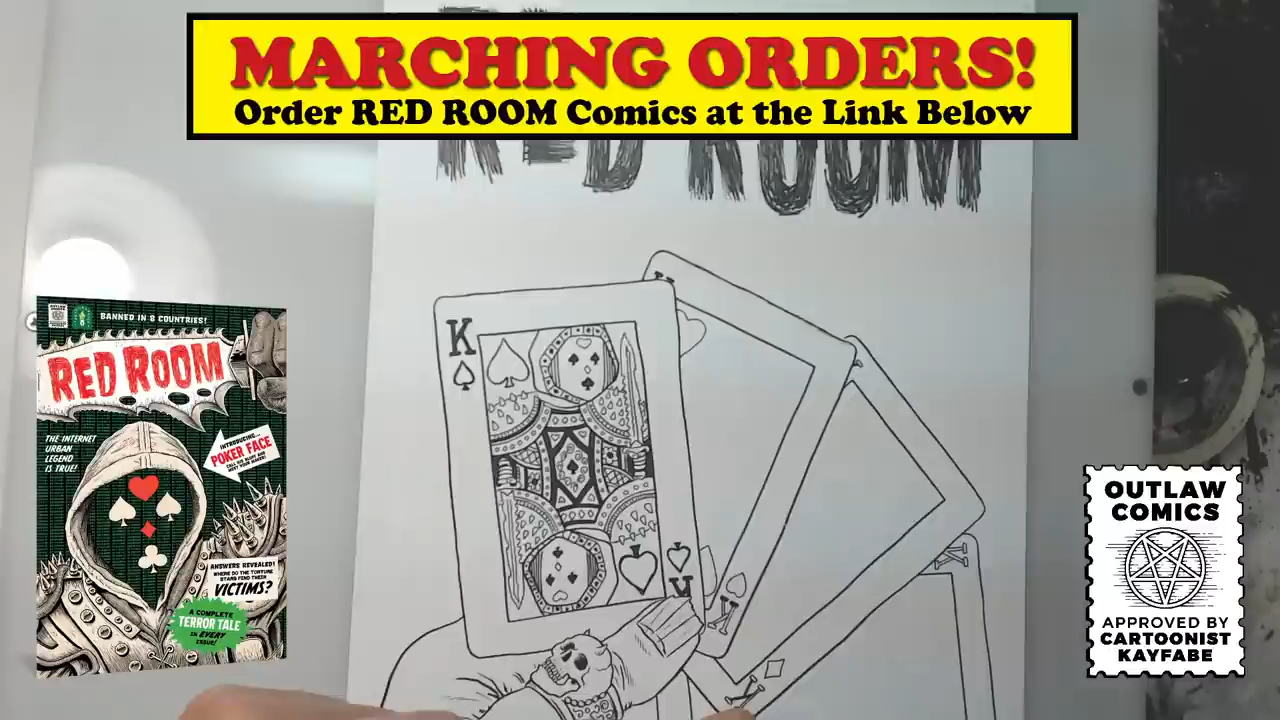 MARCHING ORDERS!
Order RED ROOM Comics at the Link Below
RED ROOM
K
K
K
K
K
BANNED IN 8 COUNTRIES!
RED ROOM
THE INTERNET
URBAN
LEGEND
IS TRUE!
INTRODUCING...
POKER FACE
ANSWERS REVEALED!
WHERE DO THE TORTURE
STARS FIND THEIR
VICTIMS?
A COMPLETE
TERROR TALE
IN EVERY
ISSUE!
OUTLAW
COMICS
APPROVED BY
CARTOONIST
KAYFABE